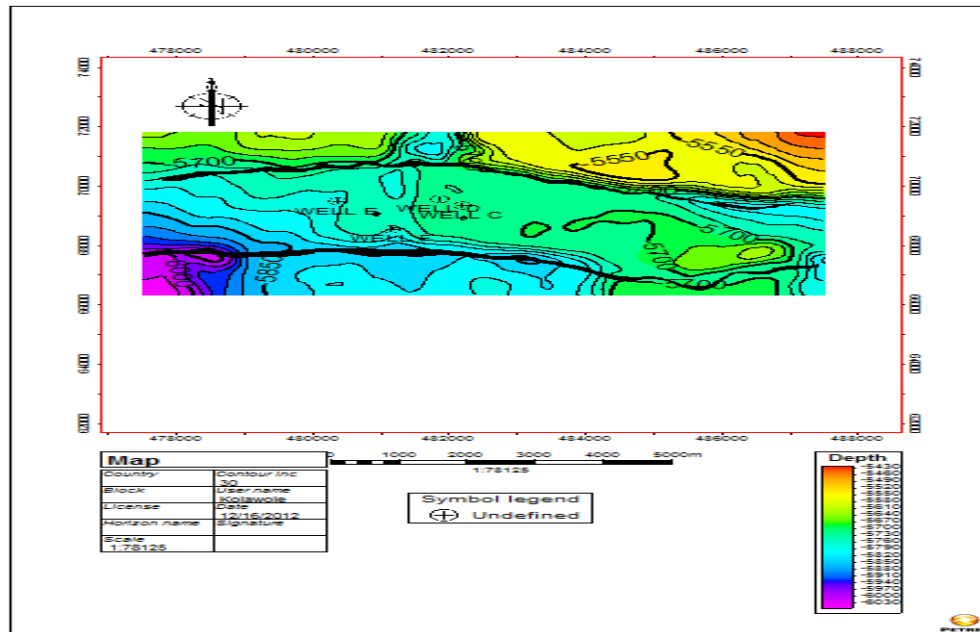 478000 480000 482000 484000 486000 488000
-5700
-5550
-5550
-5700
WELL E
WELL C
-5700
-5700
-5850
-5700
478000 480000 482000 484000 486000 488000
0 1000 2000 3000 4000 5000m
1:78125
Map
Country
Contour inc
30
Block
User name
Kolawole
License
Date
12/16/2012
Horizon name
Signature
Scale
1:78125
Symbol legend
Undefined
Depth
-5430
-5460
-5490
-5520
-5550
-5580
-5610
-5640
-5670
-5700
-5730
-5760
-5790
-5820
-5850
-5880
-5910
-5940
-5970
-6000
-6030